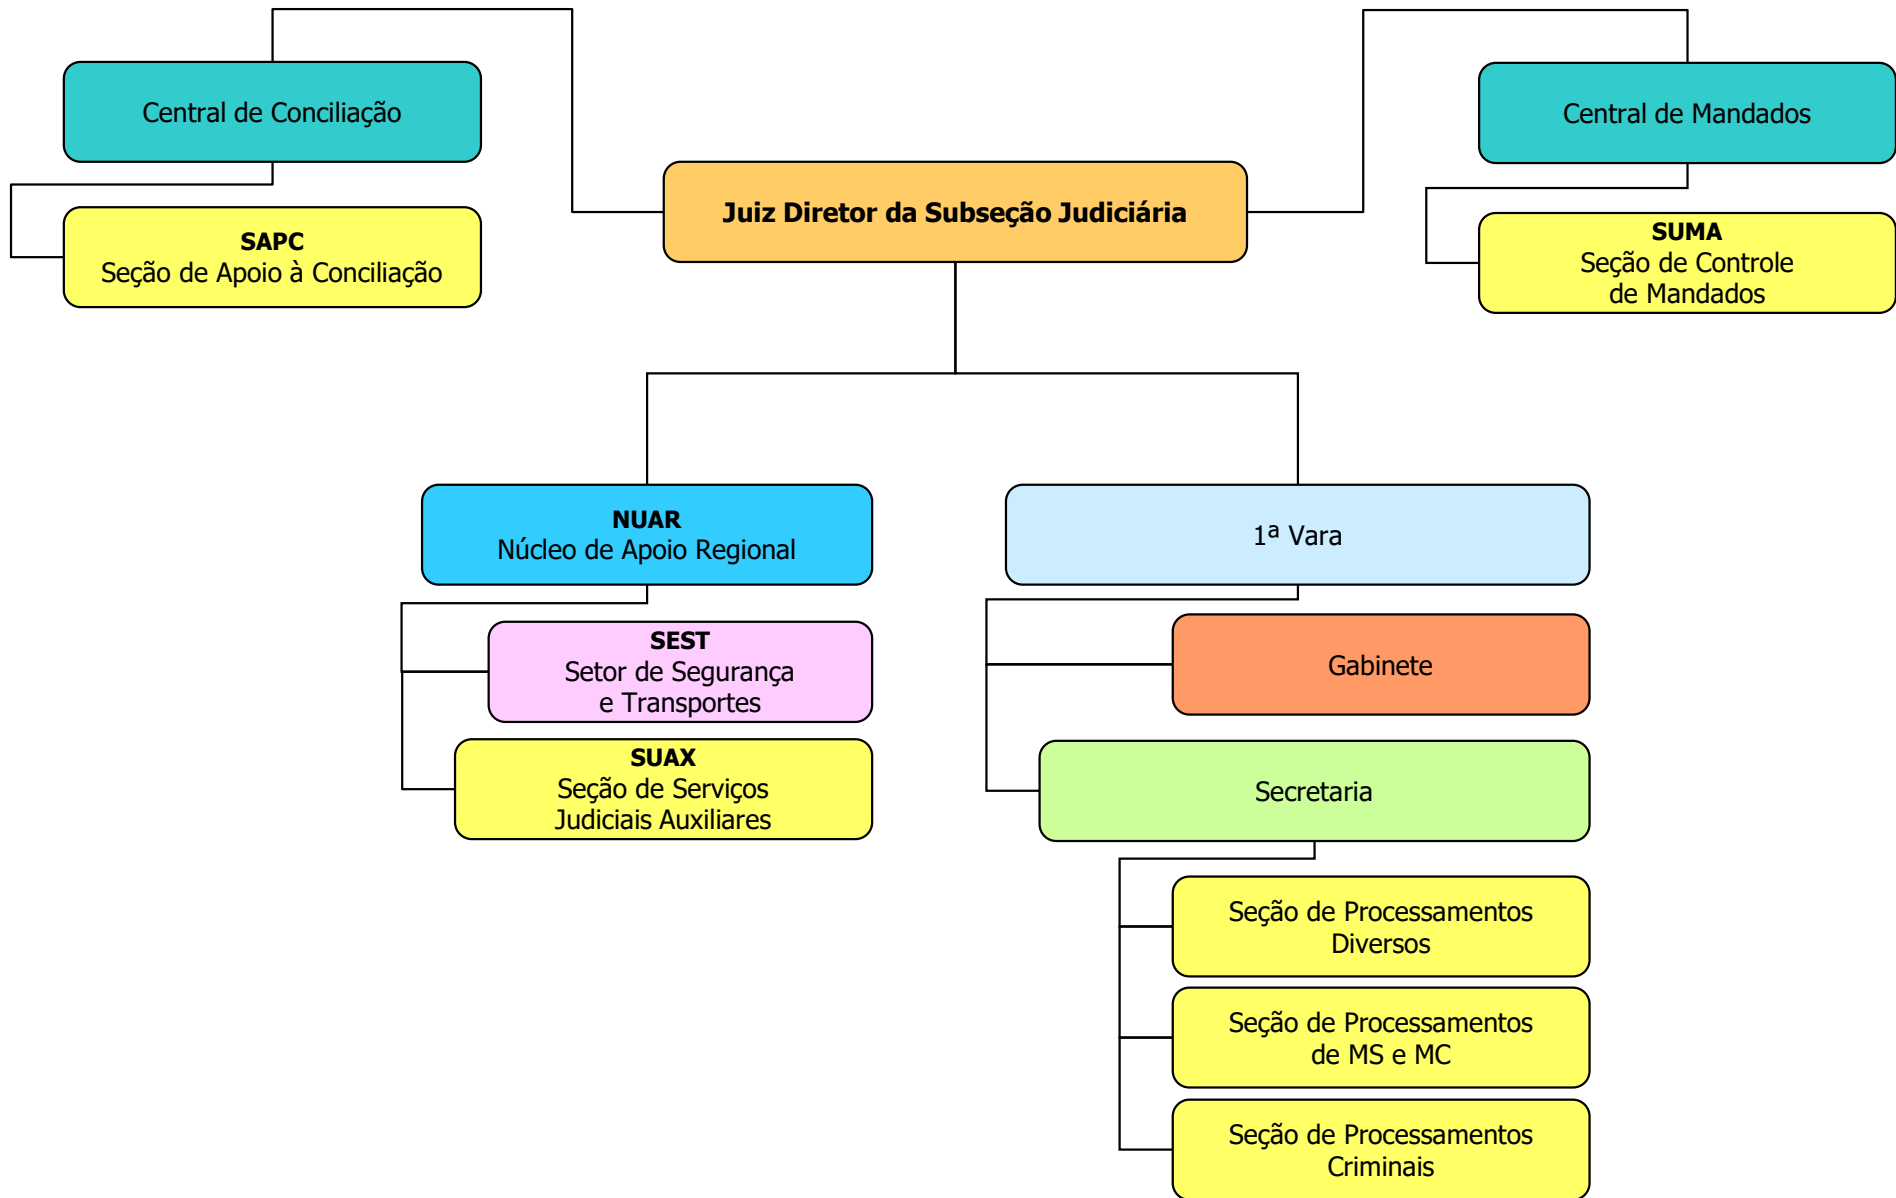 Central de Conciliação
Central de Mandados
Juiz Diretor da Subseção Judiciária
SAPC
Seção de Apoio à Conciliação
SUMA
Seção de Controle
de Mandados
NUAR
Núcleo de Apoio Regional
1ª Vara
SEST
Setor de Segurança
e Transportes
Gabinete
SUAX
Seção de Serviços
Judiciais Auxiliares
Secretaria
Seção de Processamentos
Diversos
Seção de Processamentos
de MS e MC
Seção de Processamentos
Criminais